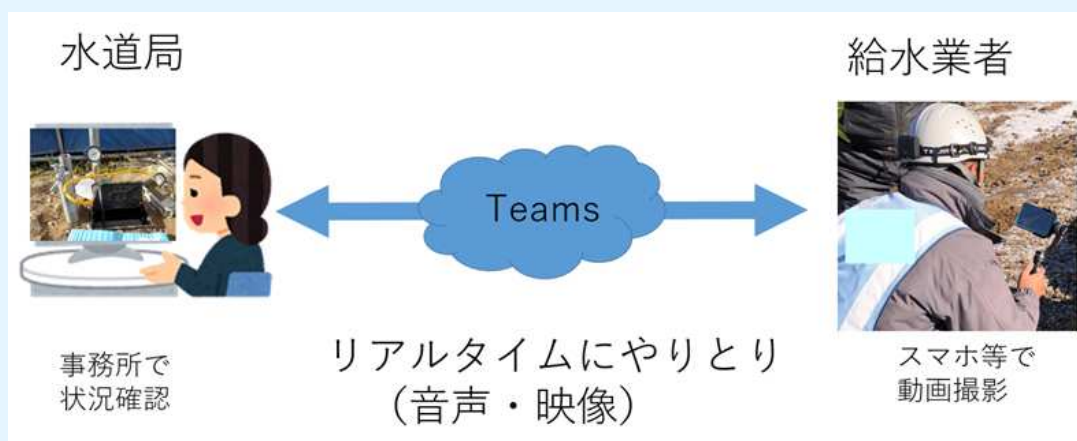 水道局
給水業者
Teams
事務所で
状況確認
リアルタイムにやりとり
（音声・映像）
スマホ等で
動画撮影